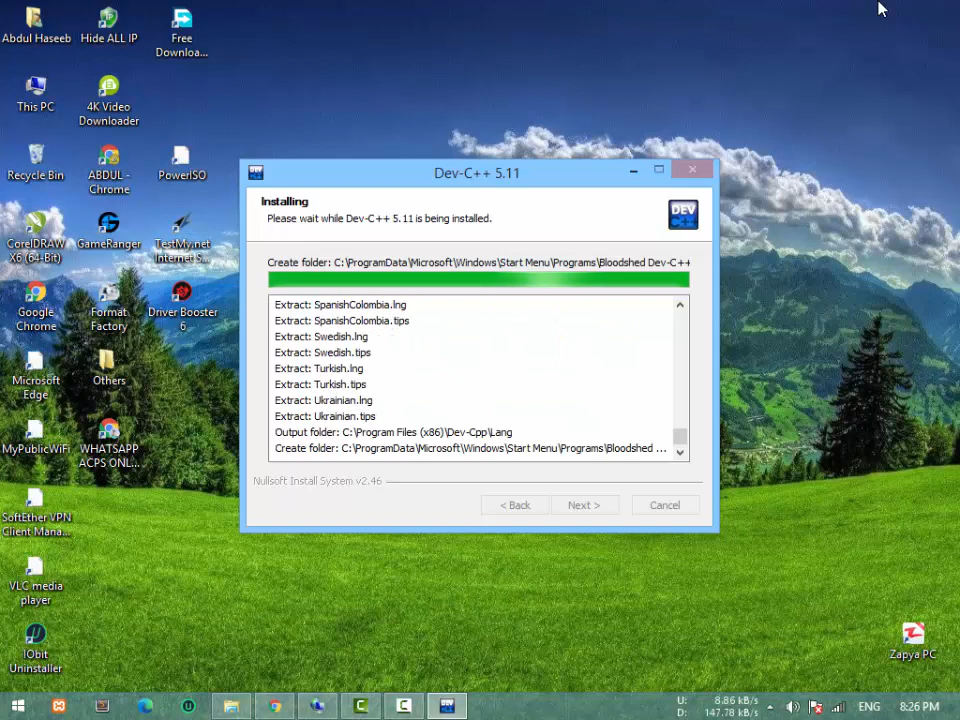 Abdul Haseeb
Hide ALL IP
Free
Downloa...
This PC
4K Video
Downloader
Recycle Bin
ABDUL -
Chrome
PowerISO
CorelDRAW
X6 (64-Bit)
GameRanger
TestMy.net
Internet S...
Google
Chrome
Format
Factory
Driver Booster
6
Microsoft
Edge
Others
MyPublicWiFi
WHATSAPP
ACPS ONL...
SoftEther VPN
Client Mana...
VLC media
player
IObit
Uninstaller
Zapya PC
Dev-C++ 5.11
Installing
Please wait while Dev-C++ 5.11 is being installed.
DEV
C++
Create folder: C:\ProgramData\Microsoft\Windows\Start Menu\Programs\Bloodshed Dev-C++
Extract: SpanishColombia.lng
Extract: SpanishColombia.tips
Extract: Swedish.lng
Extract: Swedish.tips
Extract: Turkish.lng
Extract: Turkish.tips
Extract: Ukrainian.lng
Extract: Ukrainian.tips
Output folder: C:\Program Files (x86)\Dev-Cpp\Lang
Create folder: C:\ProgramData\Microsoft\Windows\Start Menu\Programs\Bloodshed ...
Nullsoft Install System v2.46
< Back
Next >
Cancel
U: 8.86 kB/s
D: 147.78 kB/s
ENG
8:26 PM